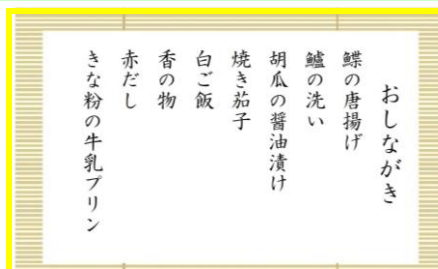 おしながき
鰈の唐揚げ
鱸の洗い
胡瓜の醤油漬け
焼き茄子
白ご飯
香の物
赤だし
きな粉の牛乳プリン